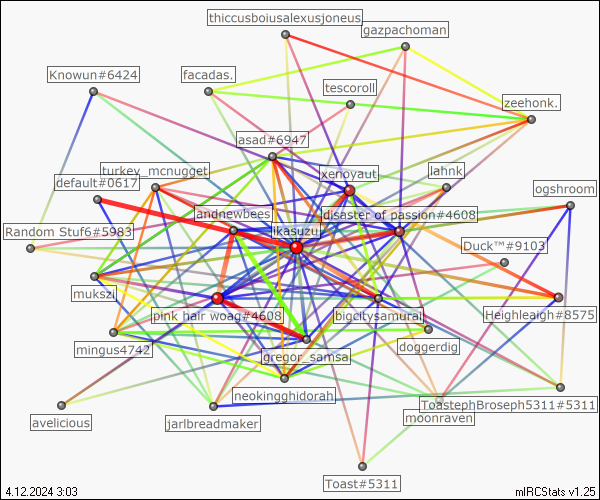 thiccusboiusalexusjoneus
gazpachoman
Knowun#6424
facadas.
tescoroll
zeehonk.
asad#6947
turkey_mcnugget
xenoyaut
lahnk
default#0617
ogshroom
andnewbees
disaster of passion#4608
Random Stuf6#5983
ikasuzu
Duck™#9103
mukszi
pink hair woag#4608
bigcitysamurai
Heighleaigh#8575
mingus4742
gregor_samsa
doggerdig
neokingghidorah
ToastephBroseph5311#5311
avelicious
jarlbreadmaker
moonraven
Toast#5311
4.12.2024 3:03
mIRCStats v1.25